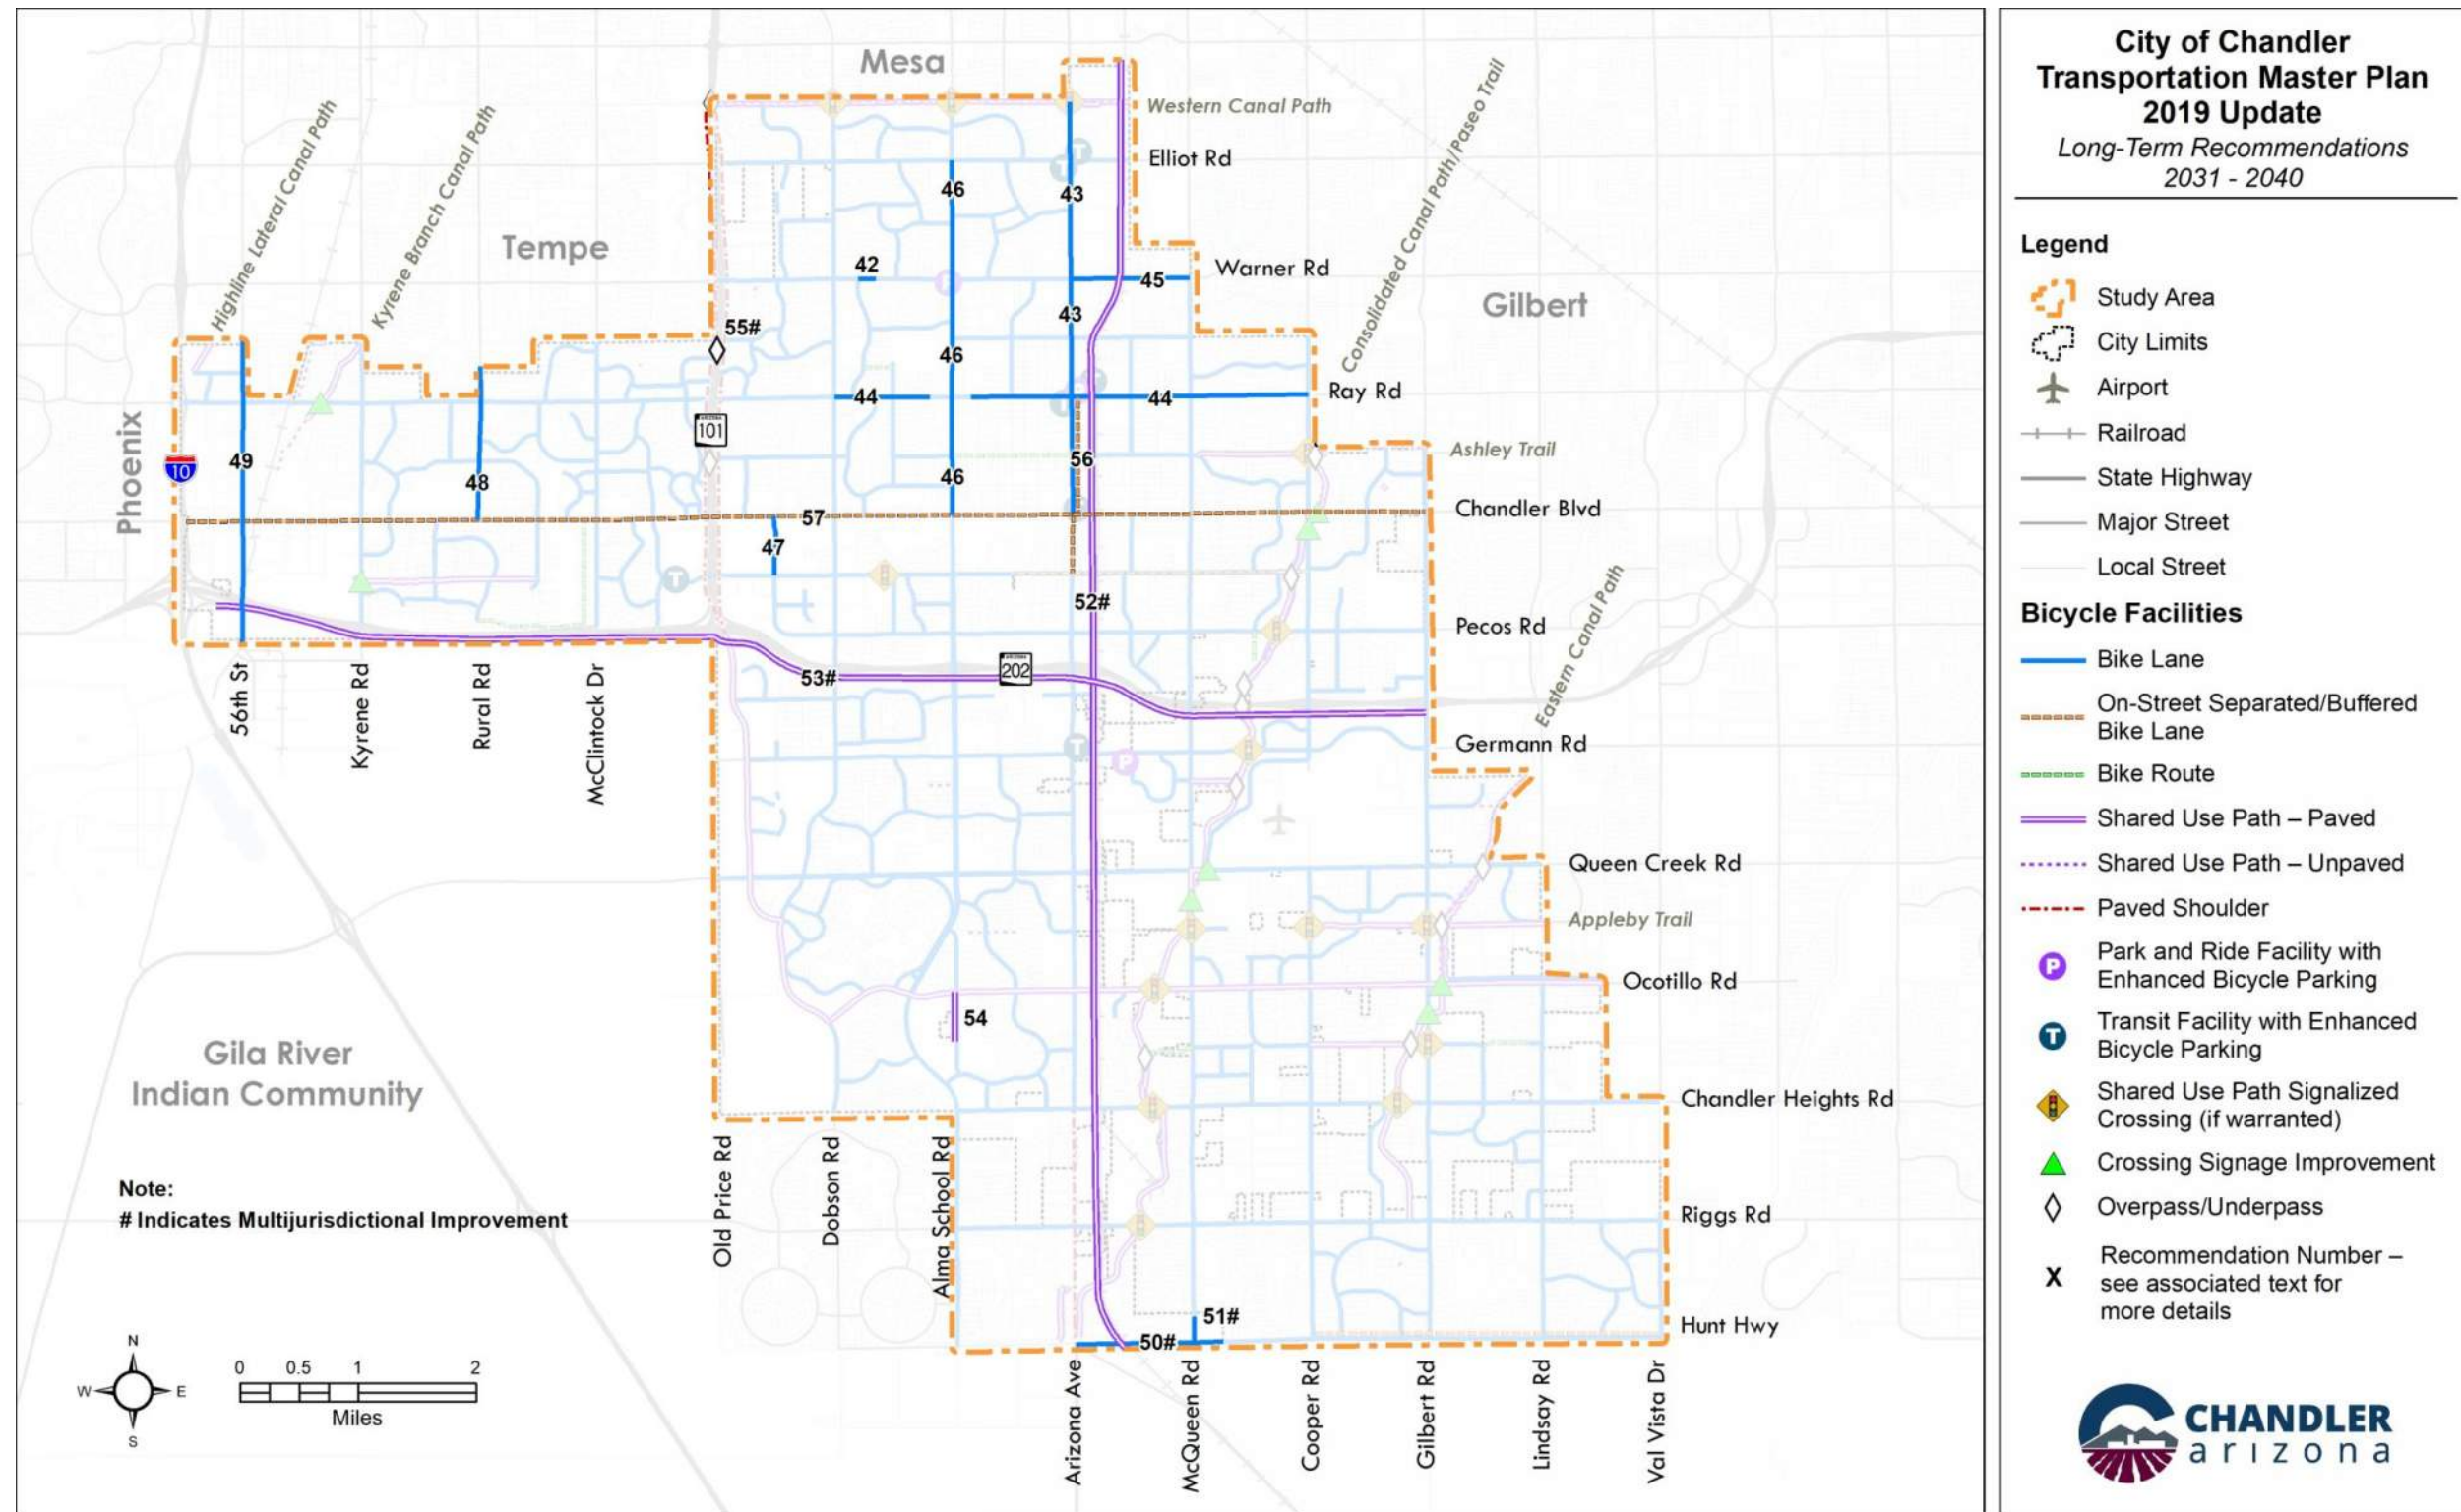 Mesa
Western Canal Path
Elliot Rd
Highline Lateral Canal Path
Kyrene Branch Canal Path
Consolidated Canal Path/Paseo Trail
Tempe
46
43
42
45
Warner Rd
Gilbert
43
55#
46
44
44
Ray Rd
Phoenix
10
101
49
48
46
56
Ashley Trail
Chandler Blvd
57
47
52#
Pecos Rd
Eastern Canal Path
53#
ARIZONA
202
56th St
Kyrene Rd
Rural Rd
McClintock Dr
T
T
P
Germann Rd
Queen Creek Rd
Appleby Trail
Ocotillo Rd
54
Gila River
Indian Community
Chandler Heights Rd
Old Price Rd
Dobson Rd
Alma School Rd
Note:
# Indicates Multijurisdictional Improvement
Riggs Rd
51#
50#
Hunt Hwy
N
W
E
S
0 0.5 1 2
Miles
Arizona Ave
McQueen Rd
Cooper Rd
Gilbert Rd
Lindsay Rd
Val Vista Dr
City of Chandler
Transportation Master Plan
2019 Update
Long-Term Recommendations
2031 - 2040
Legend
Study Area
City Limits
Airport
Railroad
State Highway
Major Street
Local Street
Bicycle Facilities
Bike Lane
On-Street Separated/Buffered
Bike Lane
Bike Route
Shared Use Path – Paved
Shared Use Path – Unpaved
Paved Shoulder
P
Park and Ride Facility with
Enhanced Bicycle Parking
T
Transit Facility with Enhanced
Bicycle Parking
Shared Use Path Signalized
Crossing (if warranted)
Crossing Signage Improvement
Overpass/Underpass
X
Recommendation Number –
see associated text for
more details
CHANDLER
arizona